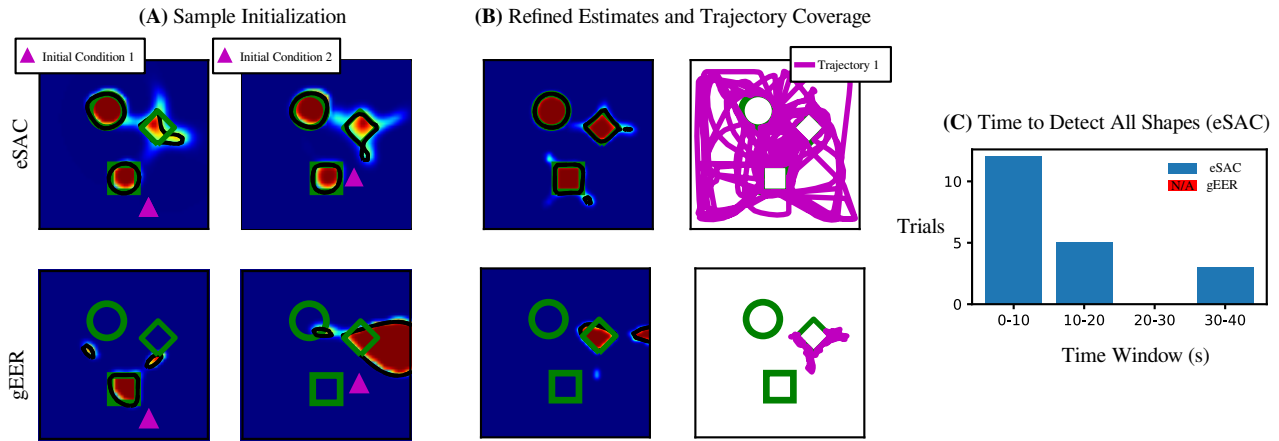 (A) Sample Initialization
(B) Refined Estimates and Trajectory Coverage
Initial Condition 1
Initial Condition 2
Trajectory 1
eSAC
gEER
(C) Time to Detect All Shapes (eSAC)
eSAC
N/A gEER
10
5
0
Trials
0-10 10-20 20-30 30-40
Time Window (s)